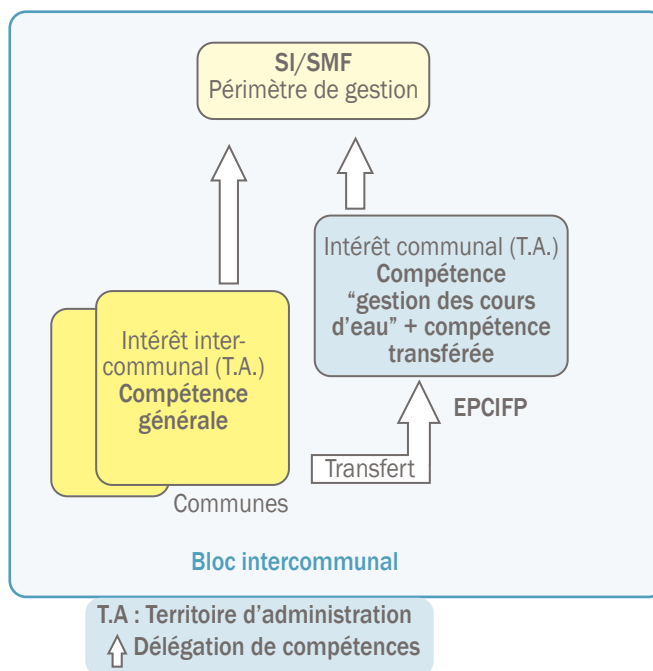 SI/SMF
Périmètre de gestion
Intérêt communal (T.A.)
Compétence
“gestion des cours
d’eau” + compétence
transférée
Intérêt inter-
communal (T.A.)
Compétence
générale
EPCIFP
Transfert
Communes
Bloc intercommunal
T.A : Territoire d’administration
Délégation de compétences